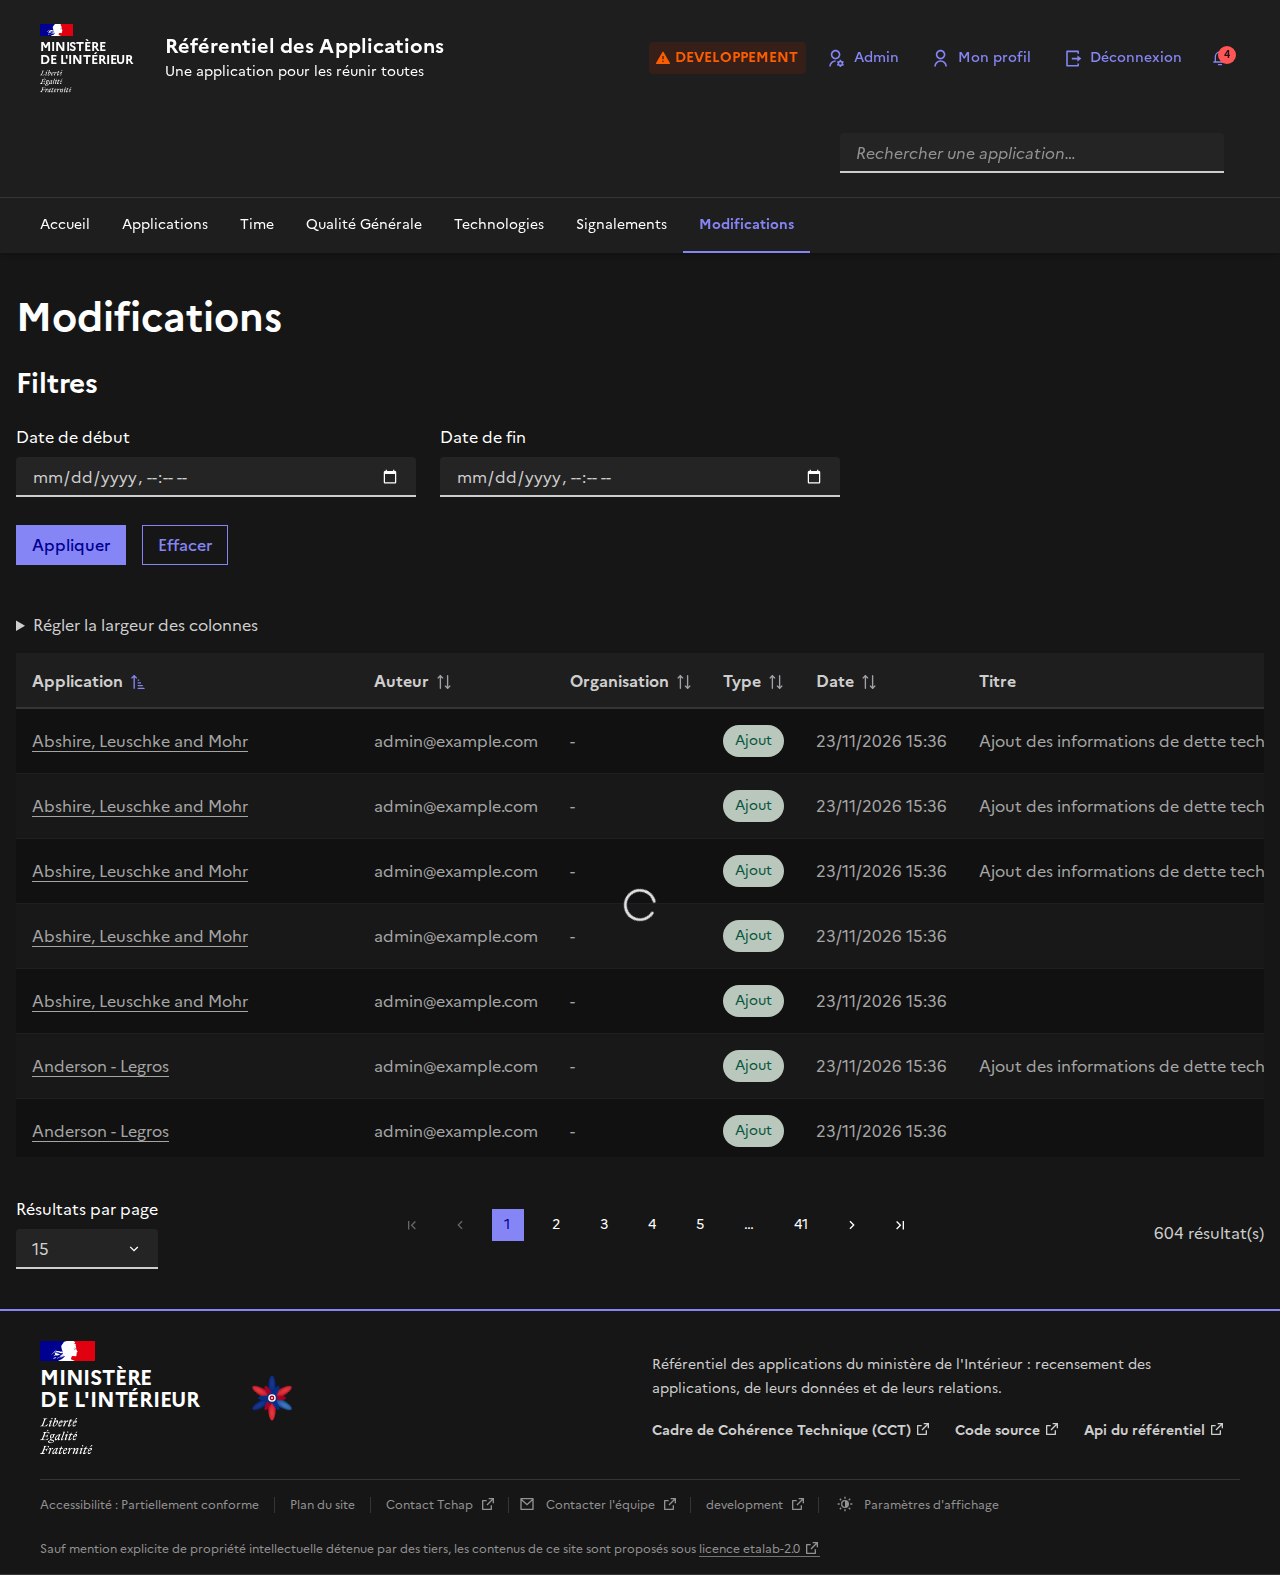 MINISTÈRE
DE L'INTÉRIEUR
Liberté
Égalité
Fraternité
Référentiel des Applications
Une application pour les réunir toutes
DEVELOPPEMENT
Admin
Mon profil
Déconnexion
4
Rechercher une application...
Accueil
Applications
Time
Qualité Générale
Technologies
Signalements
Modifications
Modifications
Filtres
Date de début
Date de fin
mm/dd/yyyy, --:-- --
mm/dd/yyyy, --:-- --
Appliquer
Effacer
Régler la largeur des colonnes
Application Auteur Organisation Type Date Titre
Abshire, Leuschke and Mohr admin@example.com - Ajout 23/11/2026 15:36 Ajout des informations de dette tech
Abshire, Leuschke and Mohr admin@example.com - Ajout 23/11/2026 15:36 Ajout des informations de dette tech
Abshire, Leuschke and Mohr admin@example.com - Ajout 23/11/2026 15:36 Ajout des informations de dette tech
Abshire, Leuschke and Mohr admin@example.com - Ajout 23/11/2026 15:36
Abshire, Leuschke and Mohr admin@example.com - Ajout 23/11/2026 15:36
Anderson - Legros admin@example.com - Ajout 23/11/2026 15:36 Ajout des informations de dette tech
Anderson - Legros admin@example.com - Ajout 23/11/2026 15:36
Résultats par page
15
1 2 3 4 5 … 41
604 résultat(s)
MINISTÈRE
DE L'INTÉRIEUR
Liberté
Égalité
Fraternité
Référentiel des applications du ministère de l'Intérieur : recensement des
applications, de leurs données et de leurs relations.
Cadre de Cohérence Technique (CCT)
Code source
Api du référentiel
Accessibilité : Partiellement conforme
Plan du site
Contact Tchap
Contacter l'équipe
development
Paramètres d'affichage
Sauf mention explicite de propriété intellectuelle détenue par des tiers, les contenus de ce site sont proposés sous licence etalab-2.0